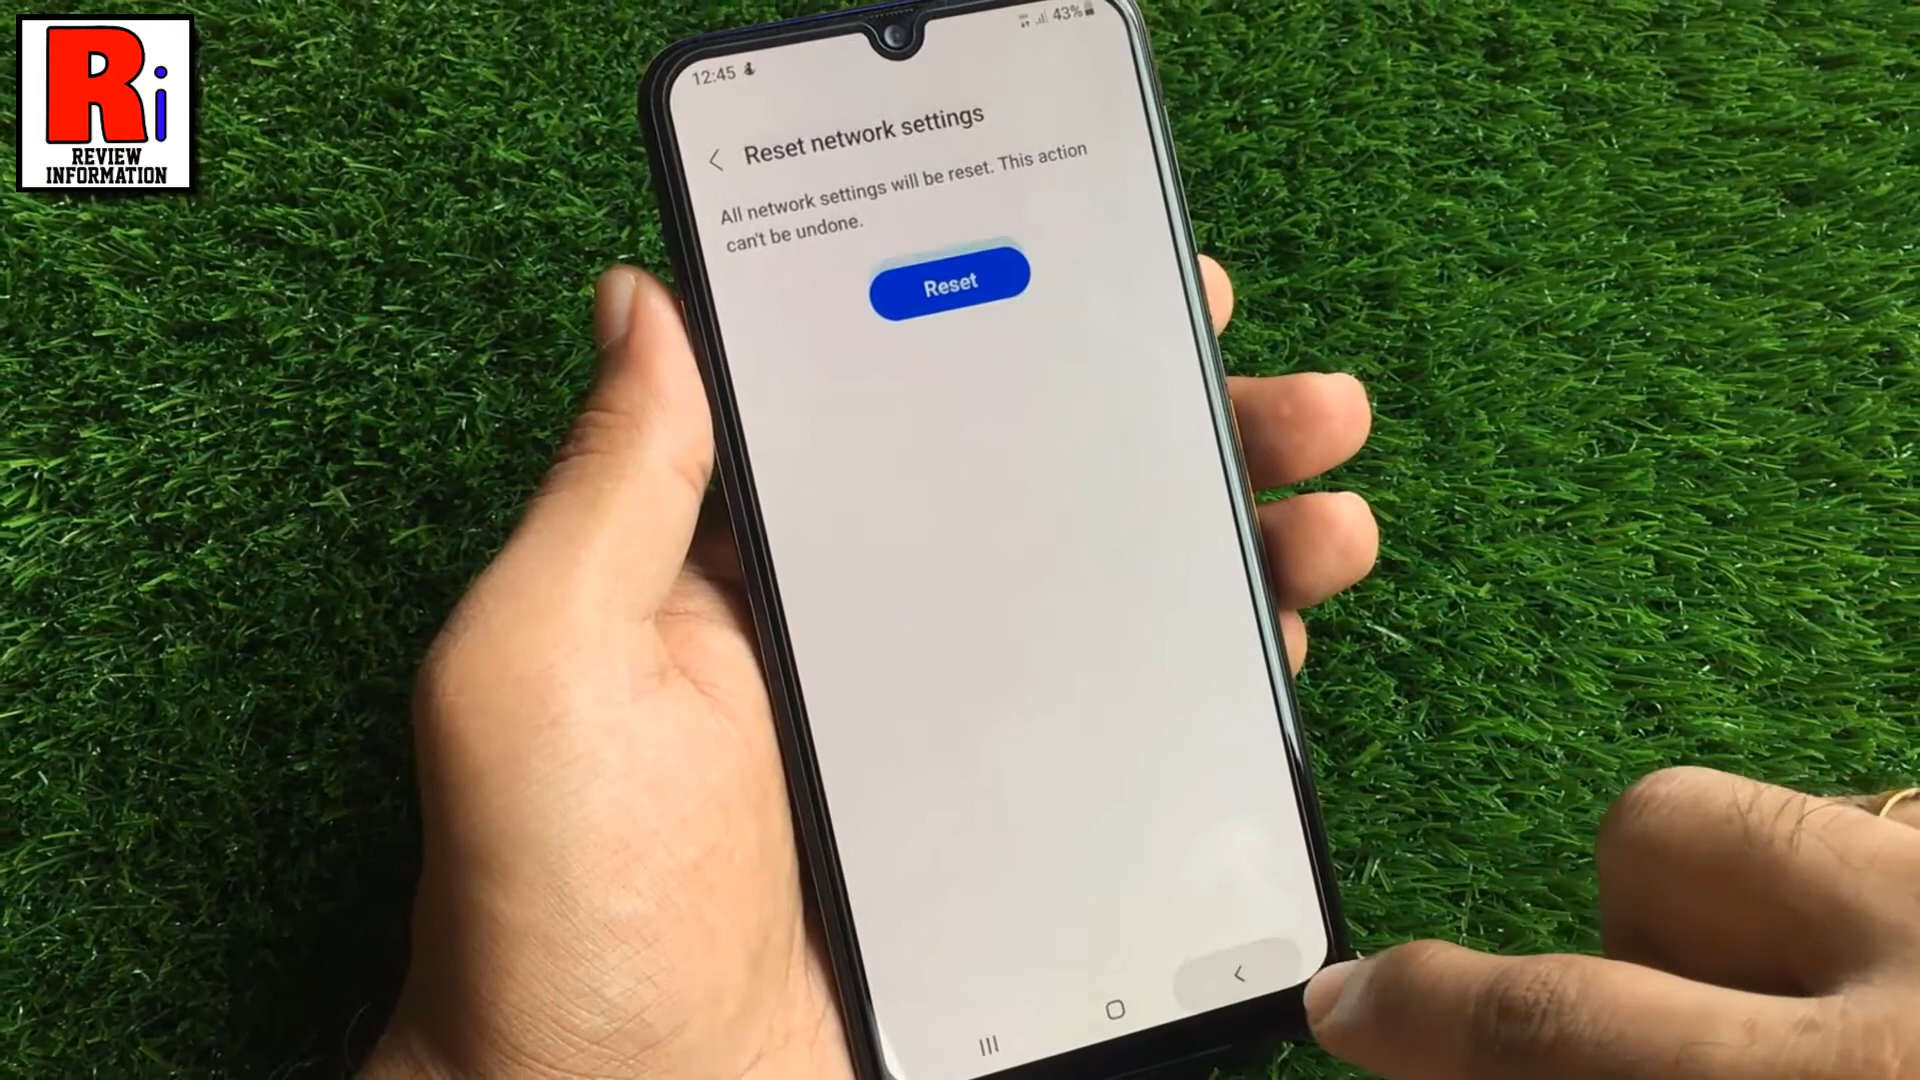 Ri
REVIEW
INFORMATION
12:45
43%
Reset network settings
All network settings will be reset. This action
can't be undone.
Reset